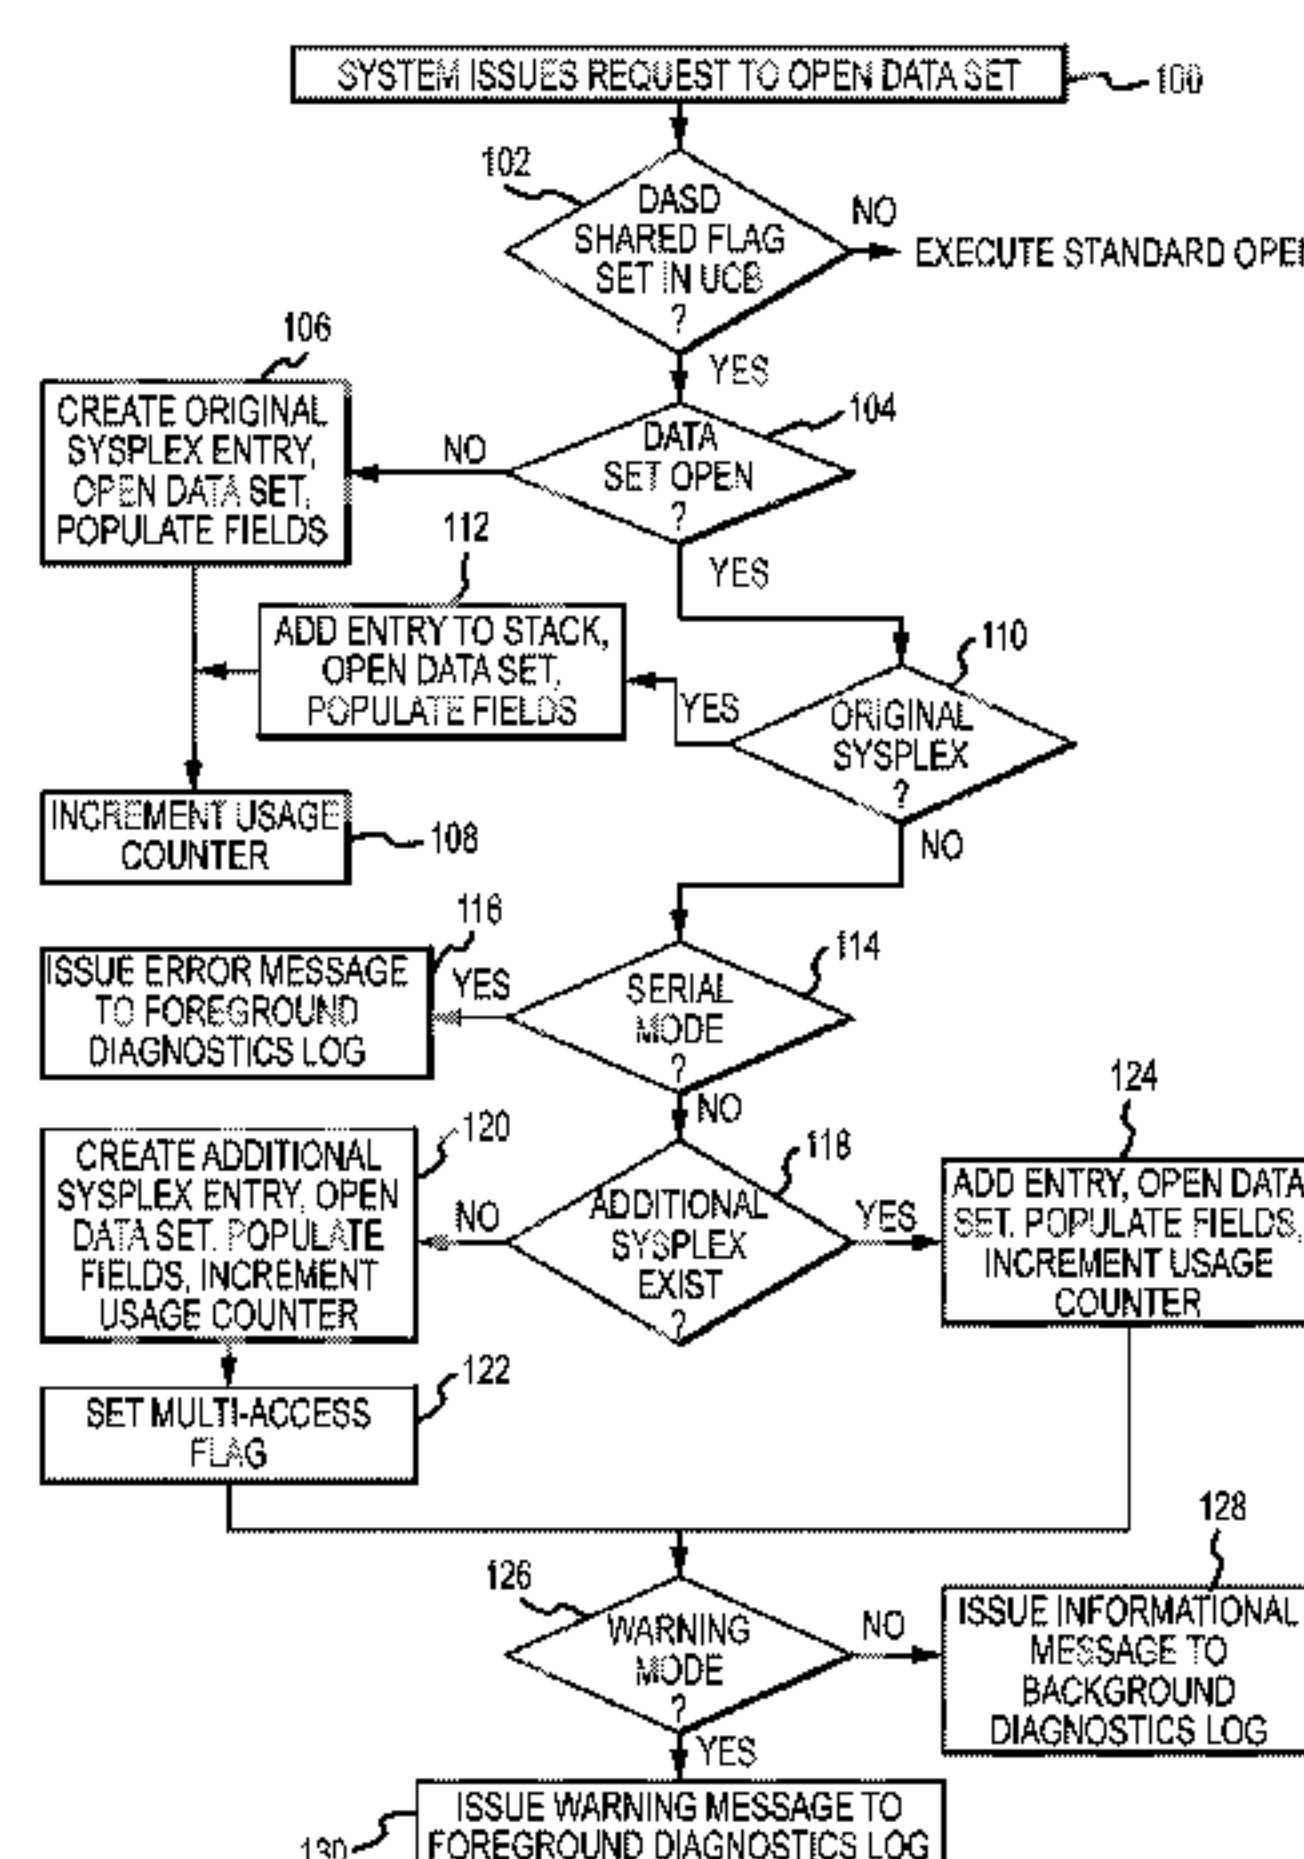 SYSTEM ISSUES REQUEST TO OPEN DATA SET
100
102
DASD
SHARED FLAG
SET IN UCB
?
NO
EXECUTE STANDARD
YES
106
CREATE ORIGINAL
SYSPLEX ENTRY,
OPEN DATA SET,
POPULATE FIELDS
NO
104
DATA
SET OPEN
?
YES
112
ADD ENTRY TO STACK,
OPEN DATA SET,
POPULATE FIELDS
YES
110
ORIGINAL
SYSPLEX
?
NO
INCREMENT USAGE
COUNTER
108
116
ISSUE ERROR MESSAGE
TO FOREGROUND
DIAGNOSTICS LOG
YES
114
SERIAL
MODE
?
NO
120
CREATE ADDITIONAL
SYSPLEX ENTRY, OPEN
DATA SET, POPULATE
FIELDS, INCREMENT
USAGE COUNTER
NO
118
ADDITIONAL
SYSPLEX
EXIST
?
YES
124
ADD ENTRY, OPEN DATA
SET, POPULATE FIELDS,
INCREMENT USAGE
COUNTER
122
SET MULTI-ACCESS
FLAG
126
WARNING
MODE
?
NO
128
ISSUE INFORMATIONAL
MESSAGE TO
BACKGROUND
DIAGNOSTICS LOG
YES
130
ISSUE WARNING MESSAGE TO
FOREGROUND DIAGNOSTICS LOG